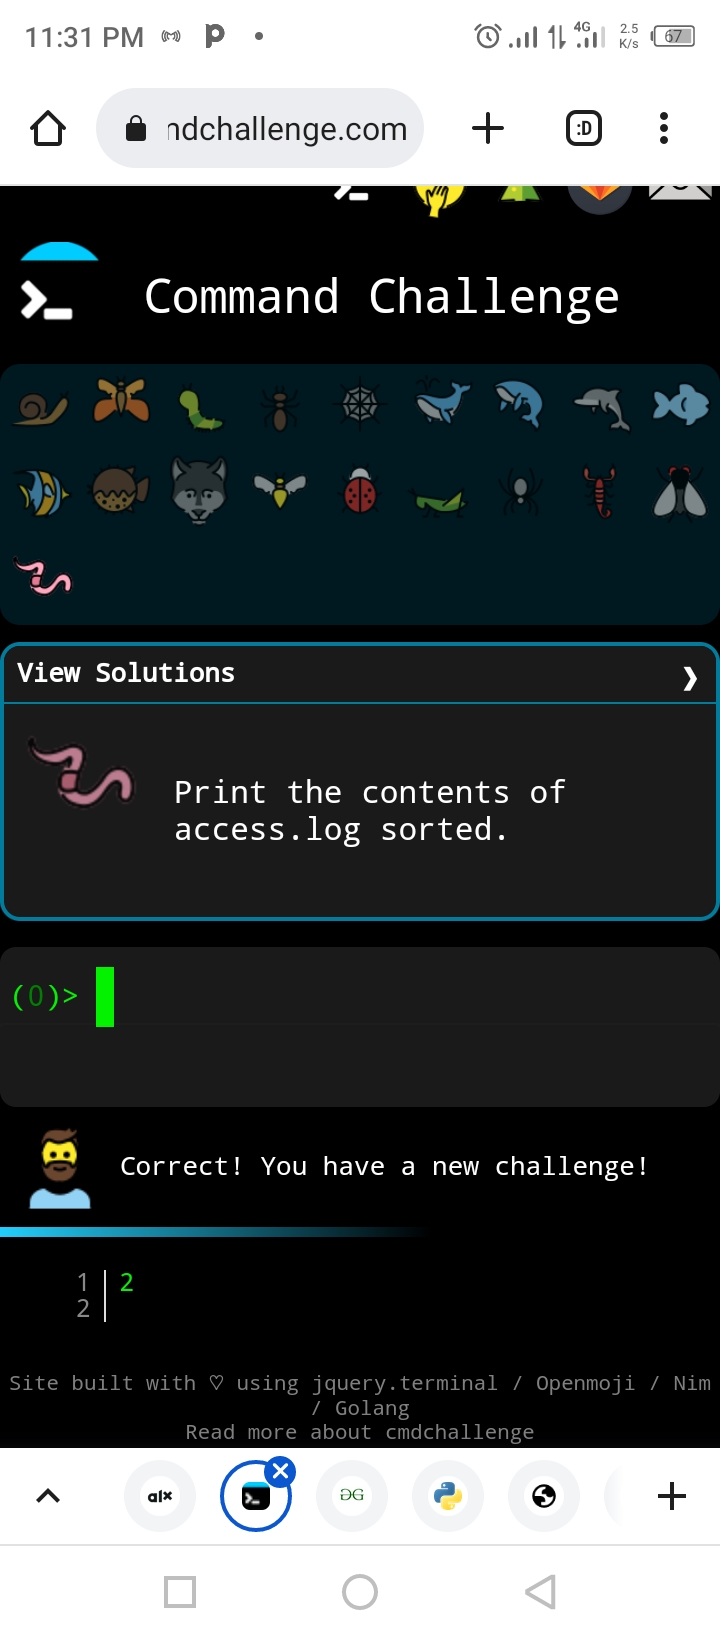 11:31 PM
4G
2.5
K/s
67
ndchallenge.com
:D
Command Challenge
View Solutions
Print the contents of
access.log sorted.
(0)>
Correct! You have a new challenge!
1 2
2
Site built with ♡ using jquery.terminal / Openmoji / Nim
/ Golang
Read more about cmdchallenge
alx